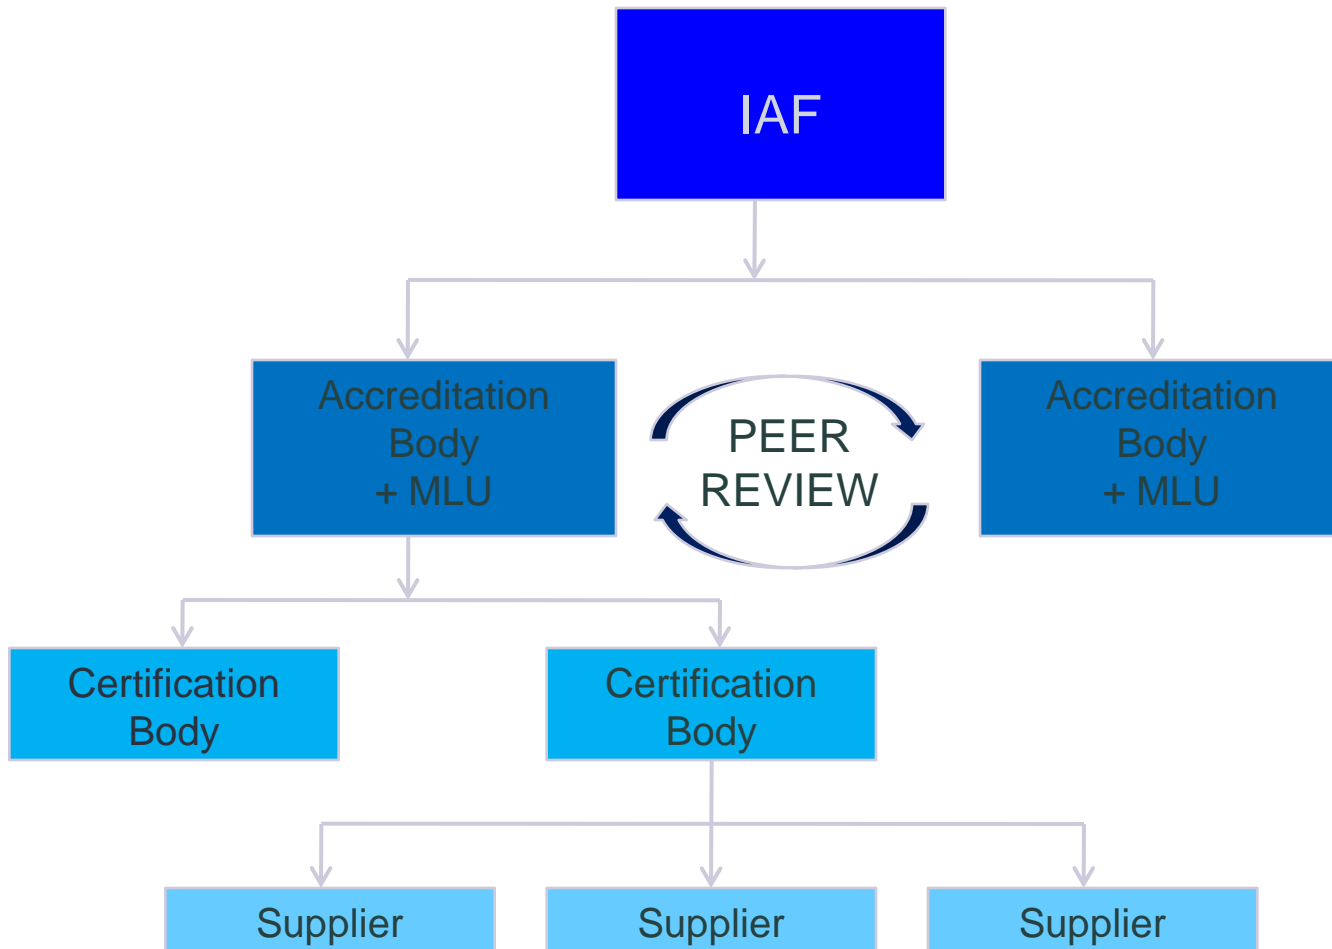 IAF
Accreditation
Body
+ MLU
PEER
REVIEW
Accreditation
Body
+ MLU
Certification
Body
Certification
Body
Supplier
Supplier
Supplier